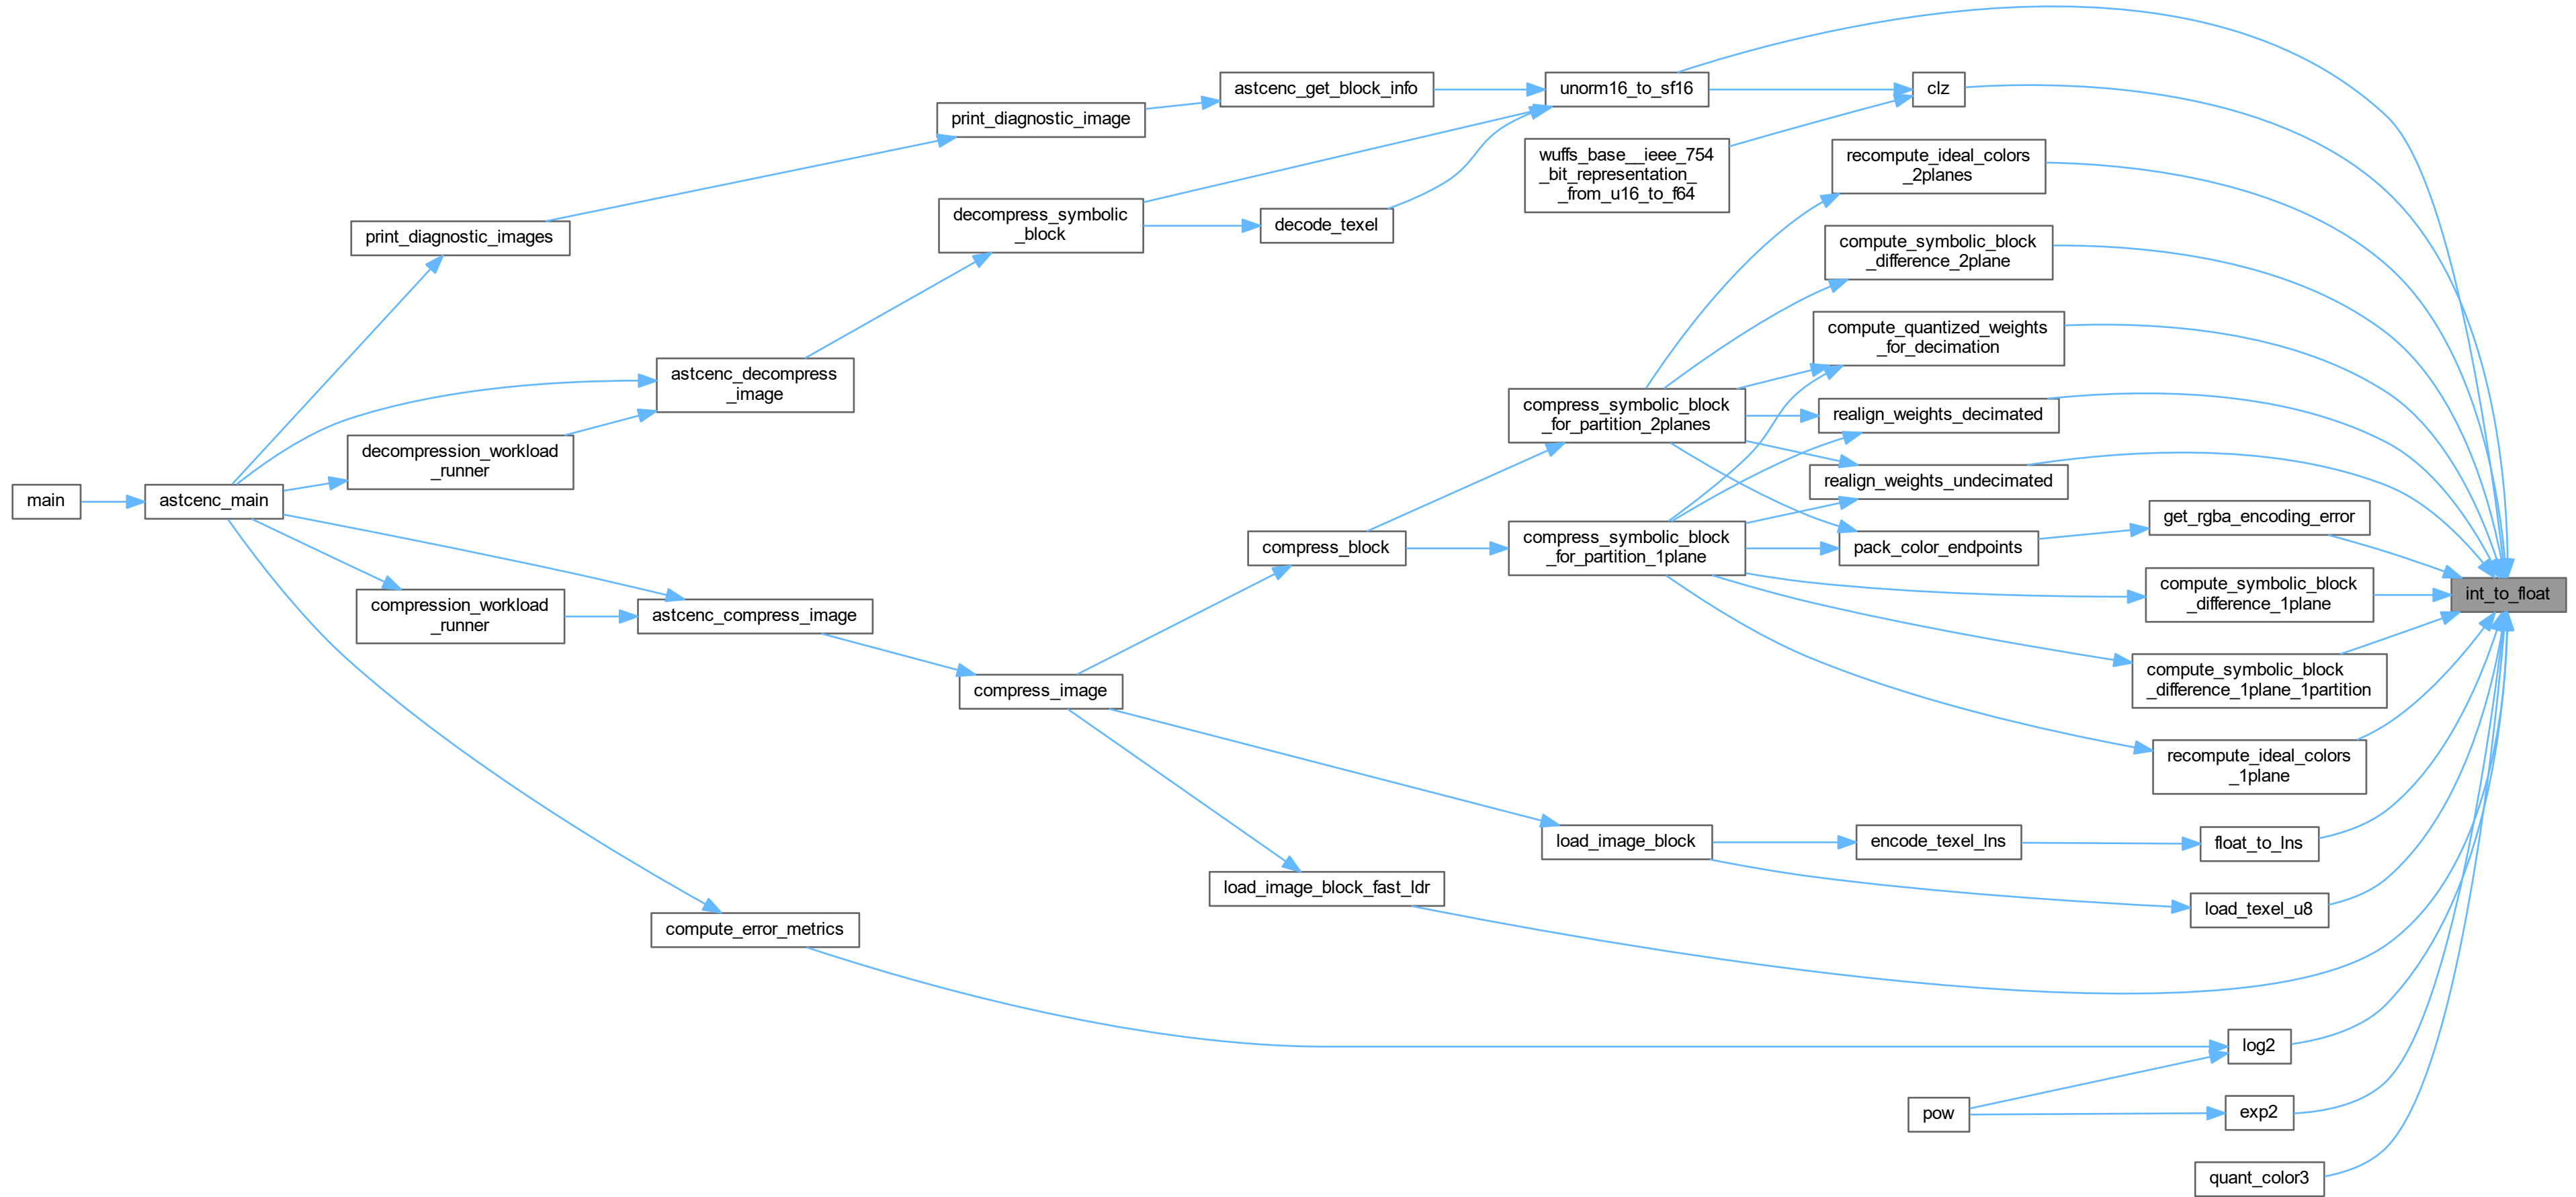 astcenc_get_block_info
unorm16_to_sf16
clz
print_diagnostic_image
wuffs_base__ieee_754
_bit_representation_
_from_u16_to_f64
recompute_ideal_colors
_2planes
print_diagnostic_images
decompress_symbolic
_block
decode_texel
compute_symbolic_block
_difference_2plane
compute_quantized_weights
_for_decimation
astcenc_decompress
_image
compress_symbolic_block
_for_partition_2planes
realign_weights_decimated
decompression_workload
_runner
realign_weights_undecimated
main
astcenc_main
get_rgba_encoding_error
compress_block
compress_symbolic_block
_for_partition_1plane
pack_color_endpoints
compression_workload
_runner
astcenc_compress_image
compute_symbolic_block
_difference_1plane
int_to_float
compress_image
compute_symbolic_block
_difference_1plane_1partition
recompute_ideal_colors
_1plane
load_image_block
encode_texel_lns
float_to_lns
load_image_block_fast_ldr
load_texel_u8
compute_error_metrics
log2
pow
exp2
quant_color3